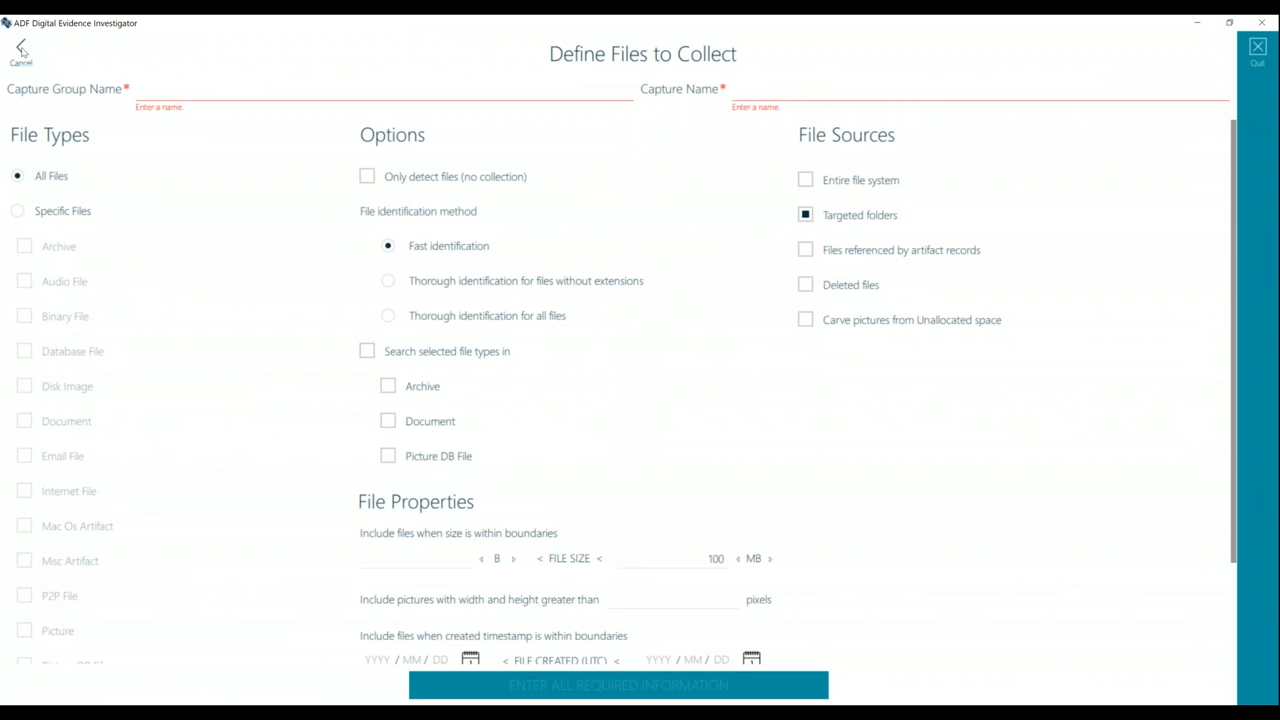 ADF Digital Evidence Investigator
Cancel
Define Files to Collect
Quit
Capture Group Name*
Enter a name.
Capture Name*
Enter a name.
File Types
All Files
Specific Files
Archive
Audio File
Binary File
Database File
Disk Image
Document
Email File
Internet File
Mac Os Artifact
Misc Artifact
P2P File
Picture
Options
Only detect files (no collection)
File identification method
Fast identification
Thorough identification for files without extensions
Thorough identification for all files
Search selected file types in
Archive
Document
Picture DB File
File Properties
Include files when size is within boundaries
B < FILE SIZE < 100 MB
Include pictures with width and height greater than pixels
Include files when created timestamp is within boundaries
YYYY / MM / DD < FILE CREATED (UTC) < YYYY / MM / DD
File Sources
Entire file system
Targeted folders
Files referenced by artifact records
Deleted files
Carve pictures from Unallocated space
ENTER ALL REQUIRED INFORMATION